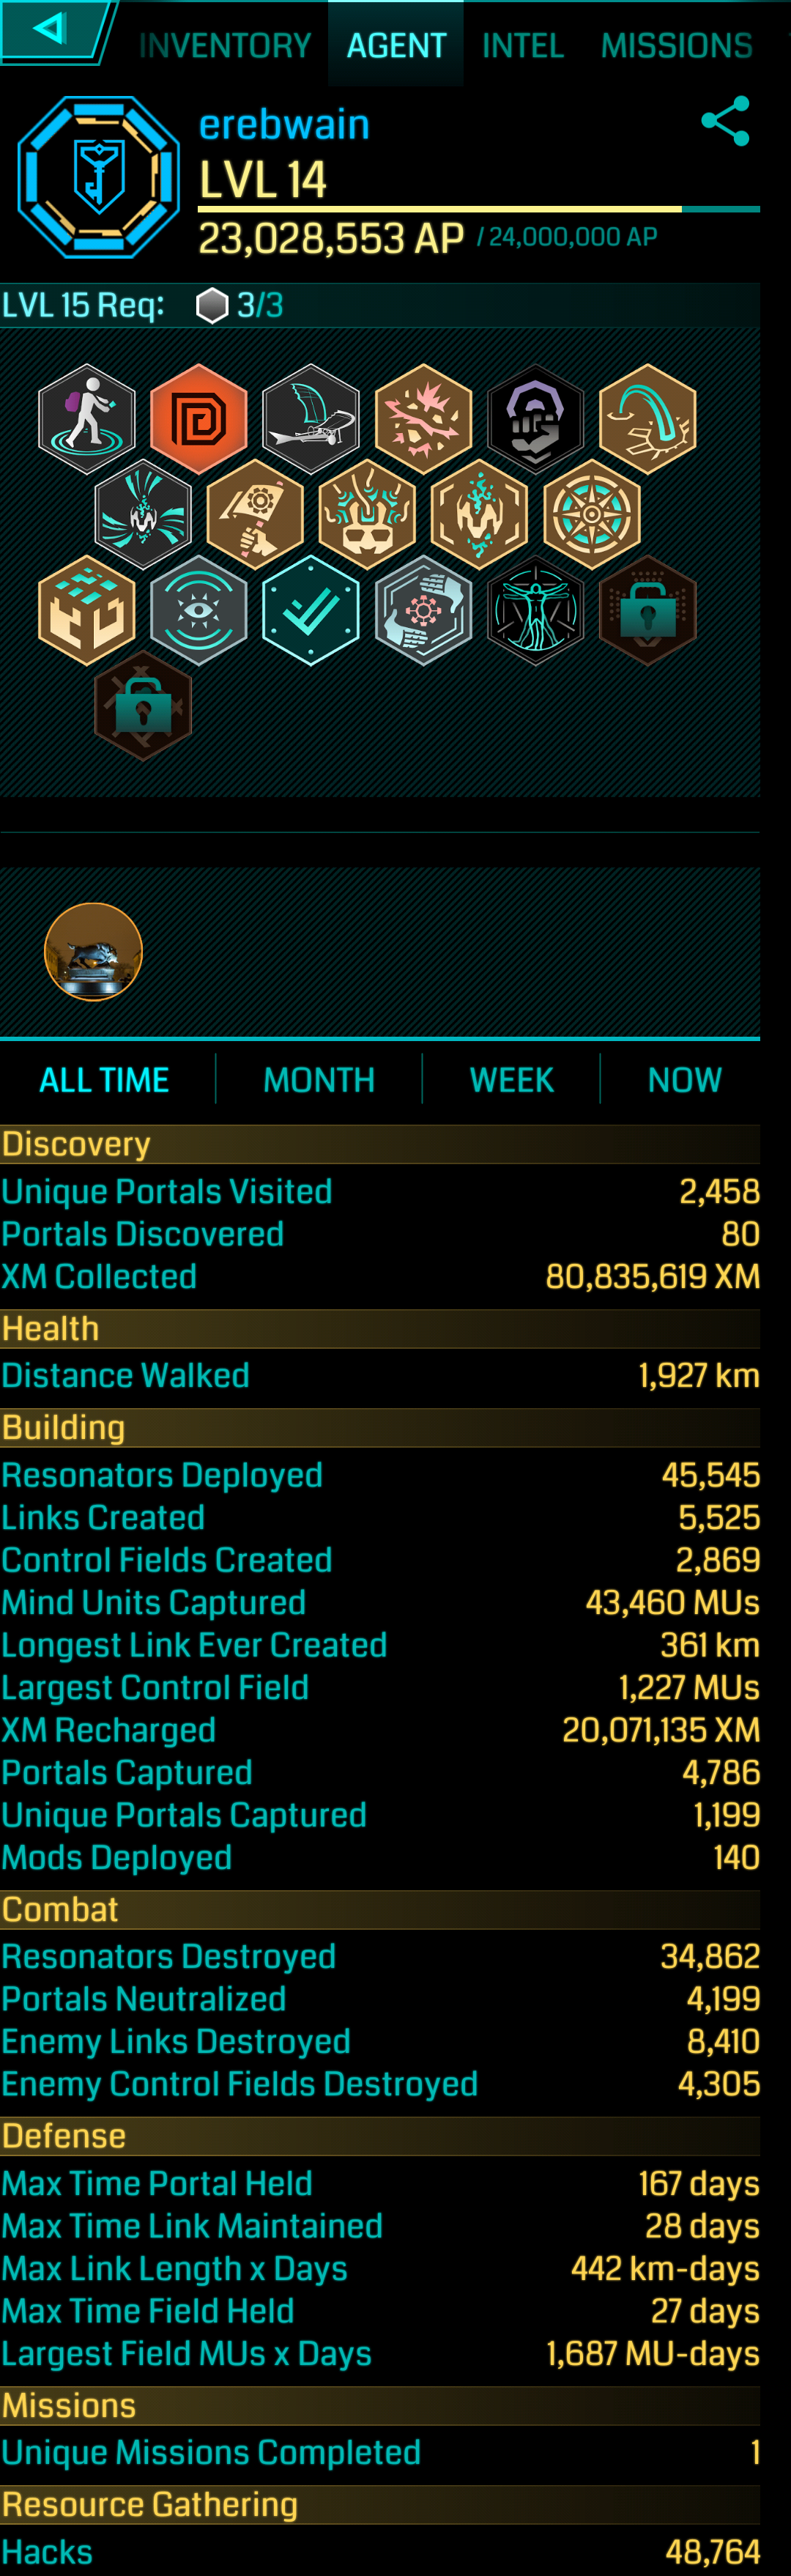 INVENTORY AGENT INTEL MISSIONS
erebwain
LVL 14
23,028,553 AP / 24,000,000 AP
LVL 15 Req: 3/3
ALL TIME MONTH WEEK NOW
Discovery
Unique Portals Visited 2,458
Portals Discovered 80
XM Collected 80,835,619 XM
Health
Distance Walked 1,927 km
Building
Resonators Deployed 45,545
Links Created 5,525
Control Fields Created 2,869
Mind Units Captured 43,460 MUs
Longest Link Ever Created 361 km
Largest Control Field 1,227 MUs
XM Recharged 20,071,135 XM
Portals Captured 4,786
Unique Portals Captured 1,199
Mods Deployed 140
Combat
Resonators Destroyed 34,862
Portals Neutralized 4,199
Enemy Links Destroyed 8,410
Enemy Control Fields Destroyed 4,305
Defense
Max Time Portal Held 167 days
Max Time Link Maintained 28 days
Max Link Length x Days 442 km-days
Max Time Field Held 27 days
Largest Field MUs x Days 1,687 MU-days
Missions
Unique Missions Completed 1
Resource Gathering
Hacks 48,764